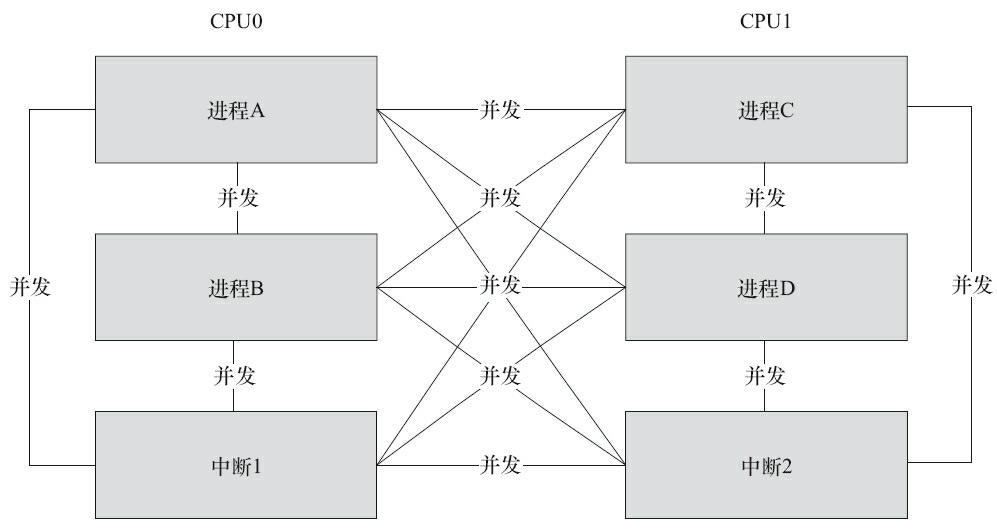 CPU0 CPU1
进程A 并发 进程C
并发 并发 并发
并发 进程B 并发 进程D 并发
并发 并发 并发
中断1 并发 中断2